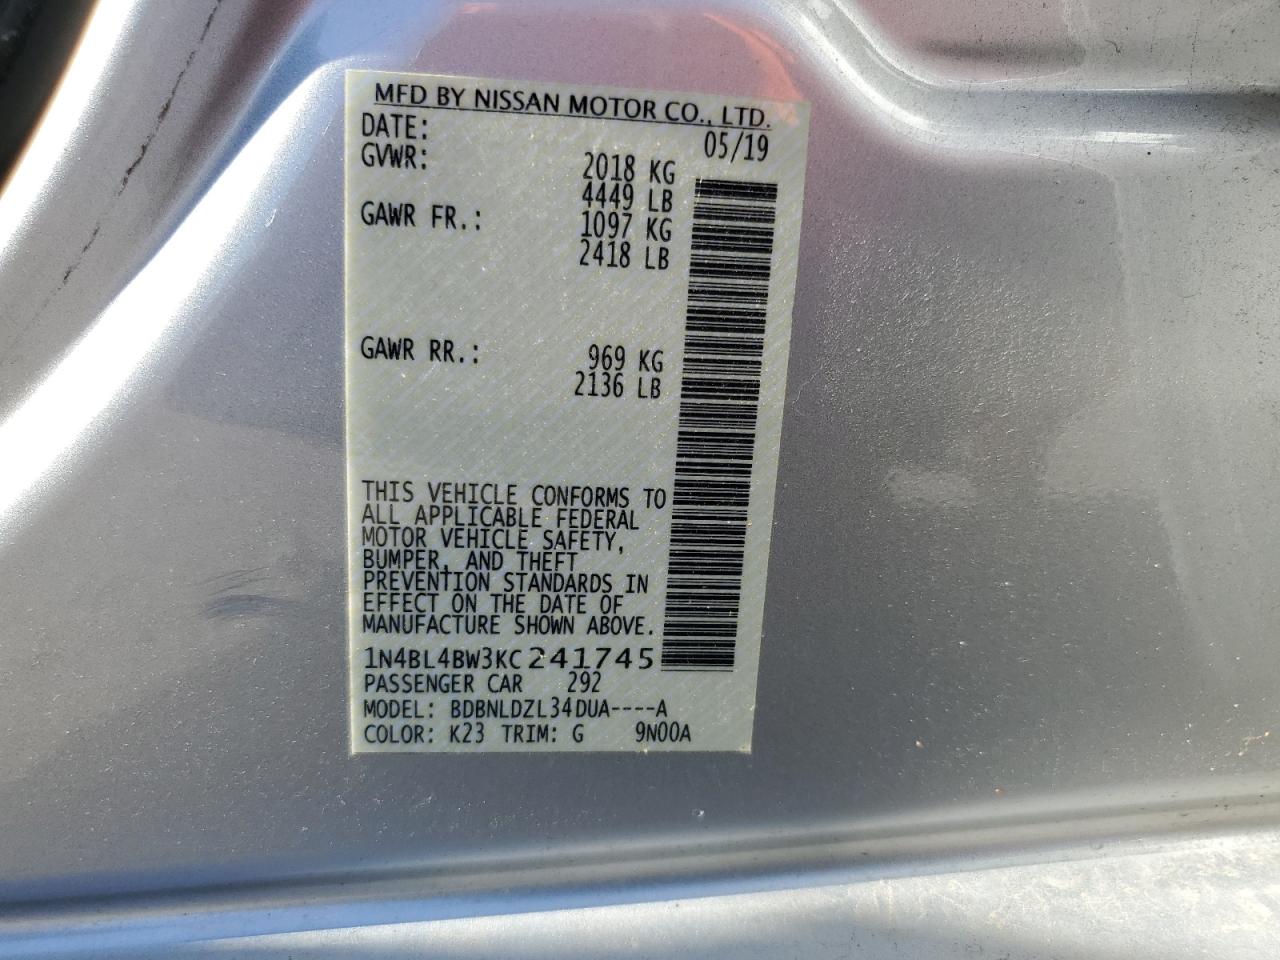 MFD BY NISSAN MOTOR CO., LTD.
DATE: 05/19
GVWR: 2018 KG
4449 LB
GAWR FR.: 1097 KG
2418 LB
GAWR RR.: 969 KG
2136 LB
THIS VEHICLE CONFORMS TO
ALL APPLICABLE FEDERAL
MOTOR VEHICLE SAFETY,
BUMPER, AND THEFT
PREVENTION STANDARDS IN
EFFECT ON THE DATE OF
MANUFACTURE SHOWN ABOVE.
1N4BL4BW3KC241745
PASSENGER CAR 292
MODEL: BDBNLDZL34DUA----A
COLOR: K23 TRIM: G 9N00A